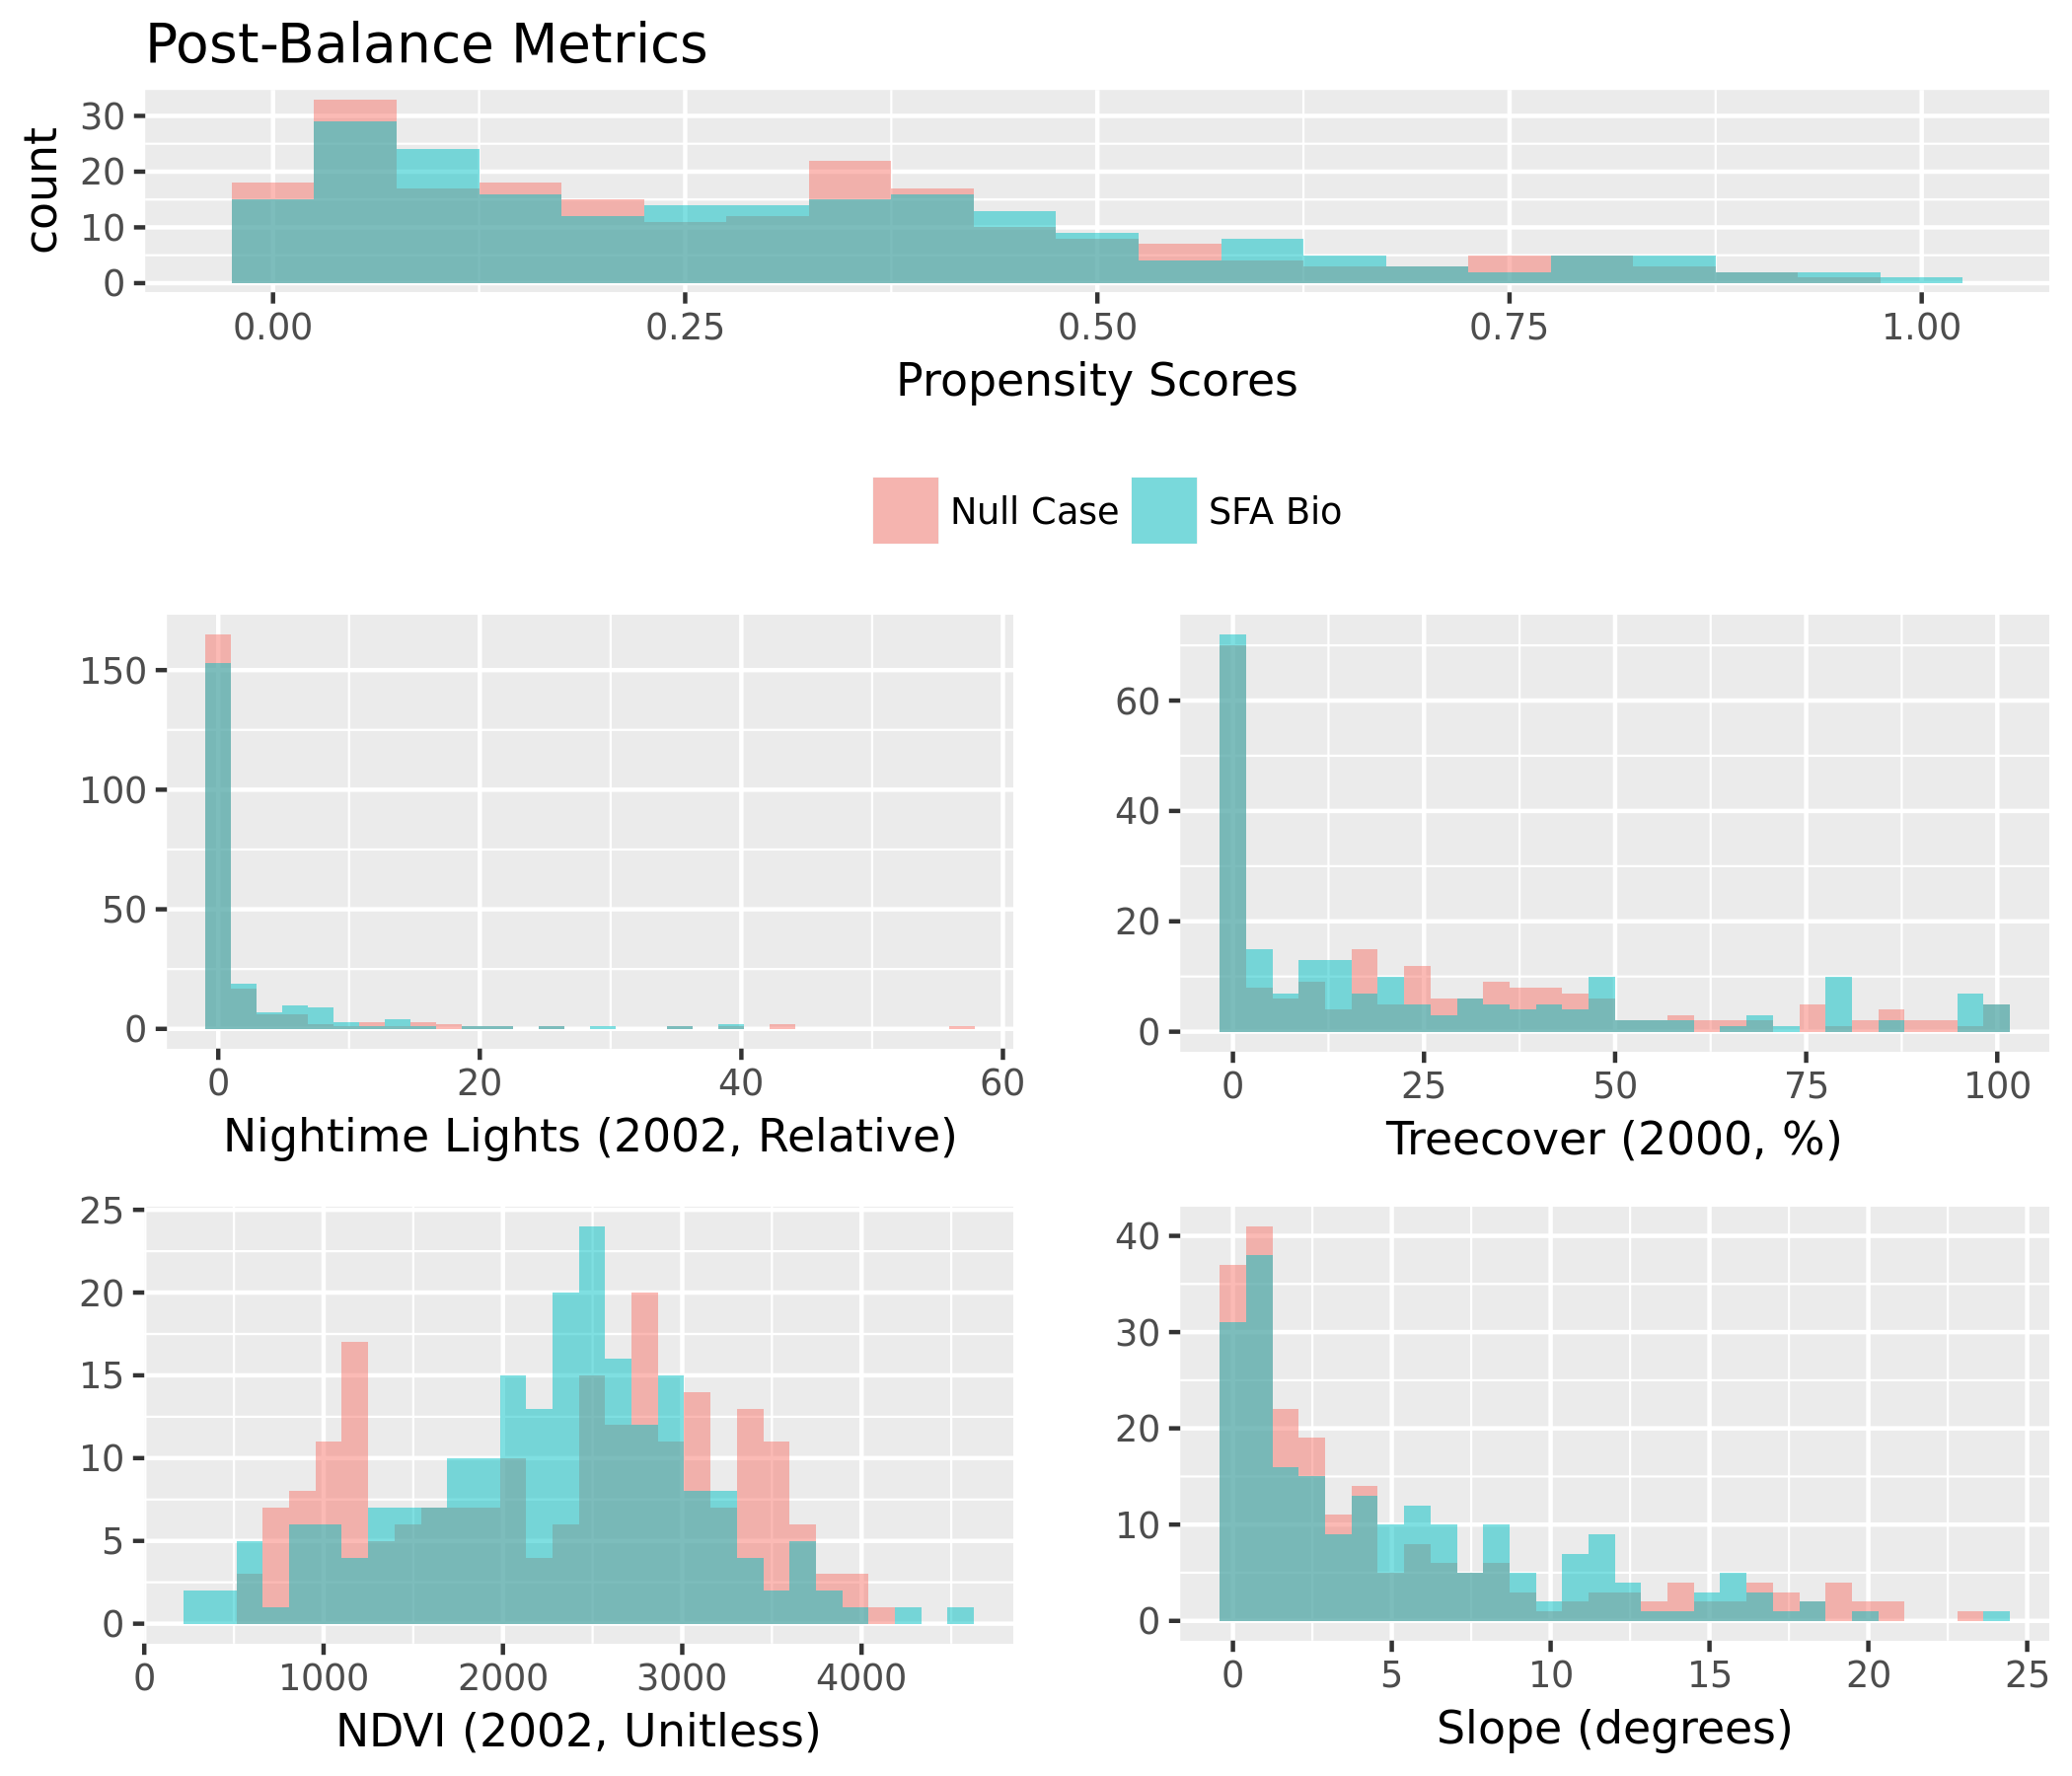 Post-Balance Metrics
count
30
20
10
0
0.00 0.25 0.50 0.75 1.00
Propensity Scores
Null Case SFA Bio
150
100
50
0
0 20 40 60
Nightime Lights (2002, Relative)
60
40
20
0
0 25 50 75 100
Treecover (2000, %)
25
20
15
10
5
0
0 1000 2000 3000 4000
NDVI (2002, Unitless)
40
30
20
10
0
0 5 10 15 20 25
Slope (degrees)